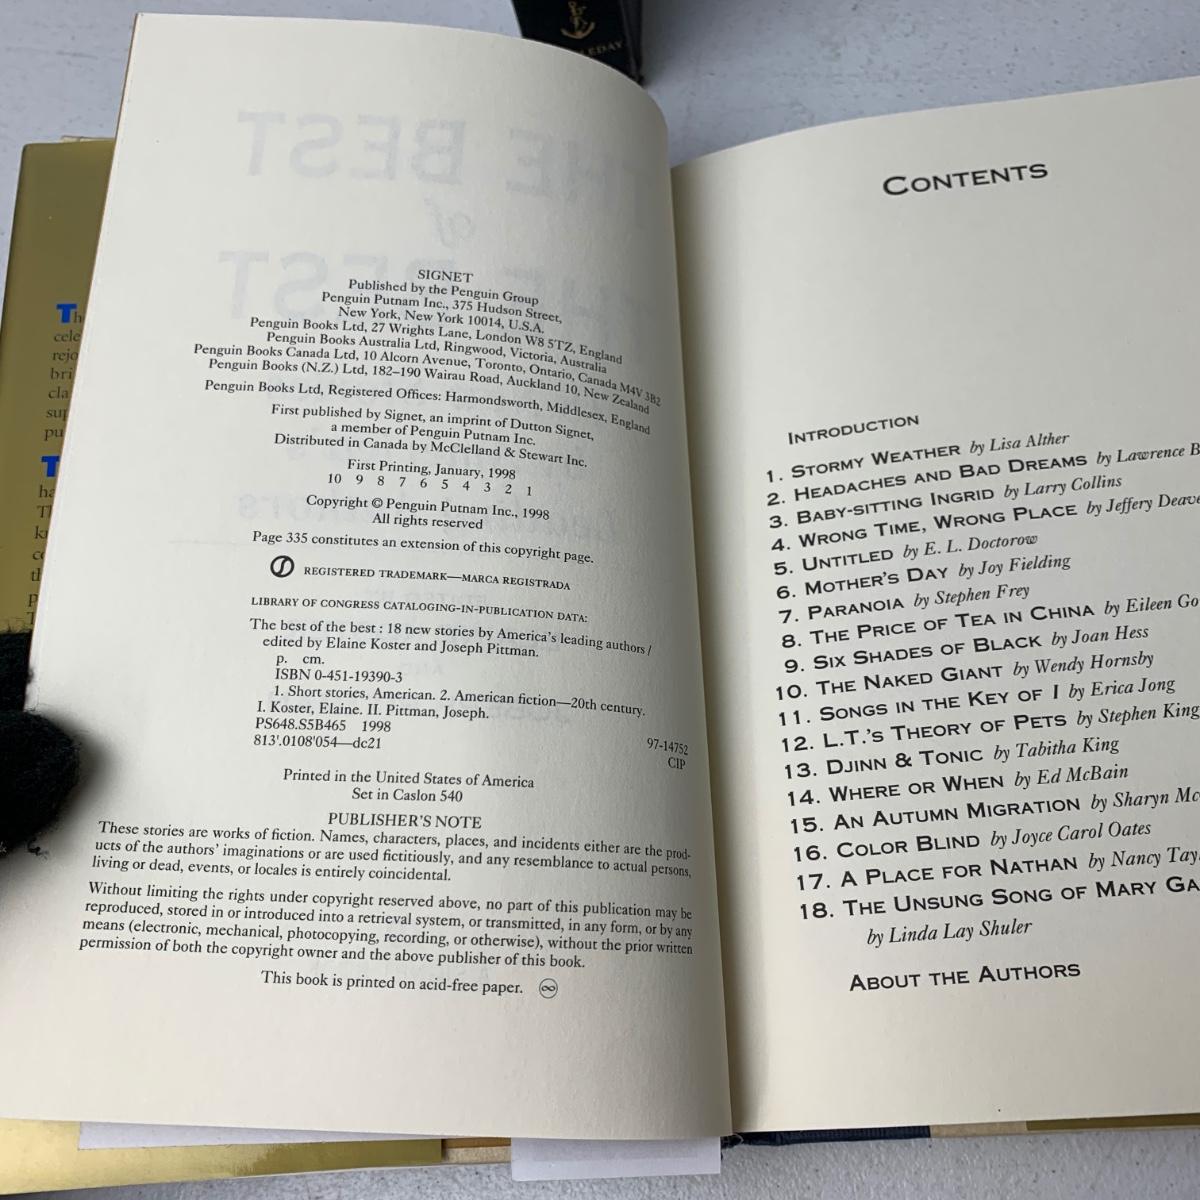 LEDAY
THE BEST
of
THE BEST
Th
cele
rejo
bri
cla
sup
pu
T
ha
SIGNET
Published by the Penguin Group
Penguin Putnam Inc., 375 Hudson Street,
New York, New York 10014, U.S.A.
Penguin Books Ltd, 27 Wrights Lane, London W8 5TZ, England
Penguin Books Australia Ltd, Ringwood, Victoria, Australia
Penguin Books Canada Ltd, 10 Alcorn Avenue, Toronto, Ontario, Canada M4V 3B2
Penguin Books (N.Z.) Ltd, 182–190 Wairau Road, Auckland 10, New Zealand
Penguin Books Ltd, Registered Offices: Harmondsworth, Middlesex, England
First published by Signet, an imprint of Dutton Signet,
a member of Penguin Putnam Inc.
Distributed in Canada by McClelland & Stewart Inc.
First Printing, January, 1998
10 9 8 7 6 5 4 3 2 1
Copyright © Penguin Putnam Inc., 1998
All rights reserved
Page 335 constitutes an extension of this copyright page.
REGISTERED TRADEMARK—MARCA REGISTRADA
LIBRARY OF CONGRESS CATALOGING-IN-PUBLICATION DATA:
The best of the best : 18 new stories by America's leading authors /
edited by Elaine Koster and Joseph Pittman.
p. cm.
ISBN 0-451-19390-3
1. Short stories, American. 2. American fiction—20th century.
I. Koster, Elaine. II. Pittman, Joseph.
PS648.S5B465 1998
813'.0108'054—dc21
97-14752
CIP
Printed in the United States of America
Set in Caslon 540
PUBLISHER'S NOTE
These stories are works of fiction. Names, characters, places, and incidents either are the prod-
ucts of the authors' imaginations or are used fictitiously, and any resemblance to actual persons,
living or dead, events, or locales is entirely coincidental.
Without limiting the rights under copyright reserved above, no part of this publication may be
reproduced, stored in or introduced into a retrieval system, or transmitted, in any form, or by any
means (electronic, mechanical, photocopying, recording, or otherwise), without the prior written
permission of both the copyright owner and the above publisher of this book.
This book is printed on acid-free paper.
CONTENTS
INTRODUCTION
1. STORMY WEATHER by Lisa Alther
2. HEADACHES AND BAD DREAMS by Lawrence B
3. BABY-SITTING INGRID by Larry Collins
4. WRONG TIME, WRONG PLACE by Jeffery Deave
5. UNTITLED by E. L. Doctorow
6. MOTHER'S DAY by Joy Fielding
7. PARANOIA by Stephen Frey
8. THE PRICE OF TEA IN CHINA by Eileen Go
9. SIX SHADES OF BLACK by Joan Hess
10. THE NAKED GIANT by Wendy Hornsby
11. SONGS IN THE KEY OF I by Erica Jong
12. L.T.'S THEORY OF PETS by Stephen King
13. DJINN & TONIC by Tabitha King
14. WHERE OR WHEN by Ed McBain
15. AN AUTUMN MIGRATION by Sharyn Mc
16. COLOR BLIND by Joyce Carol Oates
17. A PLACE FOR NATHAN by Nancy Tay
18. THE UNSUNG SONG OF MARY GA
by Linda Lay Shuler
ABOUT THE AUTHORS